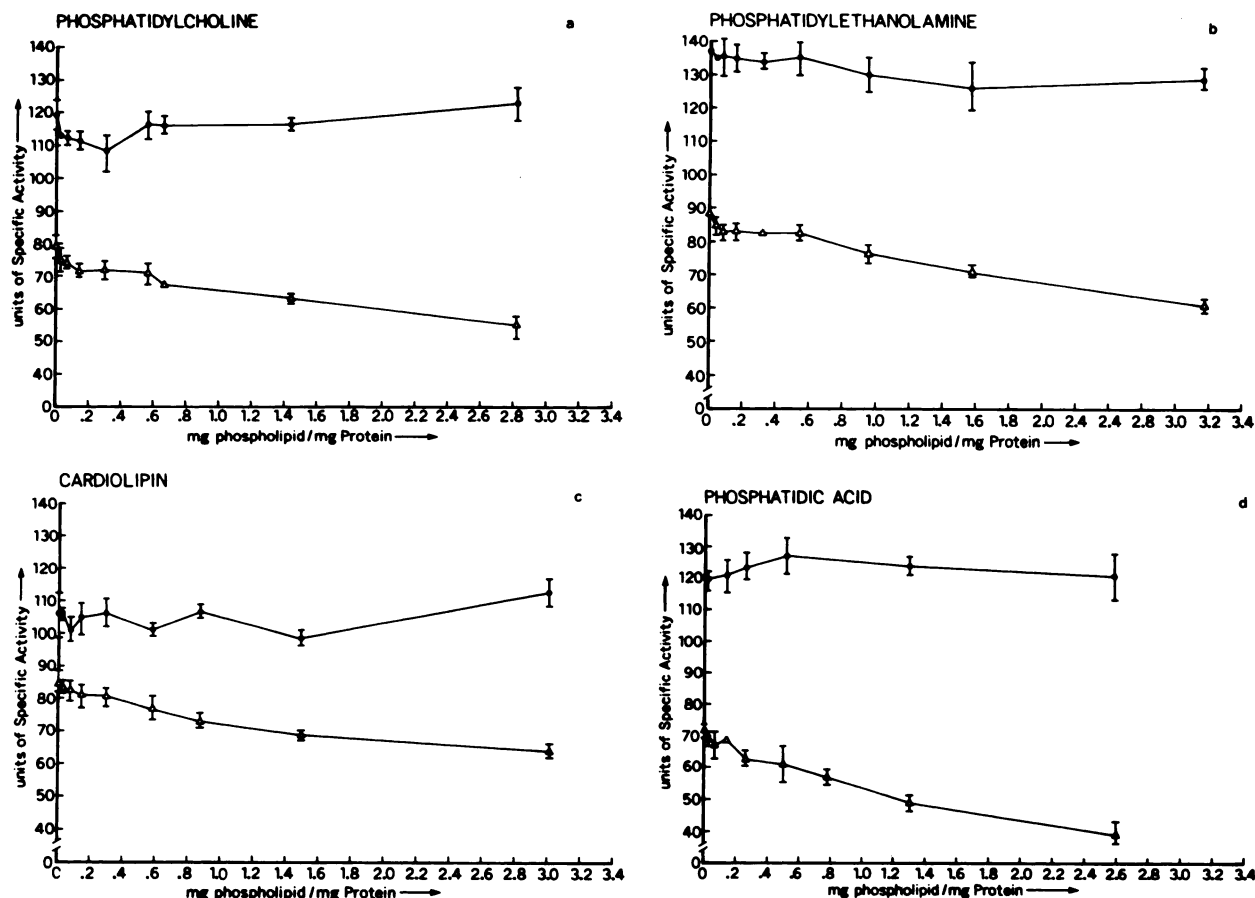 PHOSPHATIDYLCHOLINE
a
140
130
120
110
100
90
80
70
60
50
40
0
units of Specific Activity
0 .2 .4 .6 .8 1.0 1.2 1.4 1.6 1.8 2.0 2.2 2.4 2.6 2.8 3.0 3.2 3.4
mg phospholipid/mg Protein
PHOSPHATIDYLETHANOLAMINE
b
140
130
120
110
100
90
80
70
60
50
40
0
units of Specific Activity
0 .2 .4 .6 .8 1.0 1.2 1.4 1.6 1.8 2.0 2.2 2.4 2.6 2.8 3.0 3.2 3.4
mg phospholipid/mg Protein
CARDIOLIPIN
c
140
130
120
110
100
90
80
70
60
50
40
0
units of Specific Activity
0 .2 .4 .6 .8 1.0 1.2 1.4 1.6 1.8 2.0 2.2 2.4 2.6 2.8 3.0 3.2 3.4
mg phospholipid/mg Protein
PHOSPHATIDIC ACID
d
140
130
120
110
100
90
80
70
60
50
40
0
units of Specific Activity
0 .2 .4 .6 .8 1.0 1.2 1.4 1.6 1.8 2.0 2.2 2.4 2.6 2.8 3.0 3.2 3.4
mg phospholipid/mg Protein